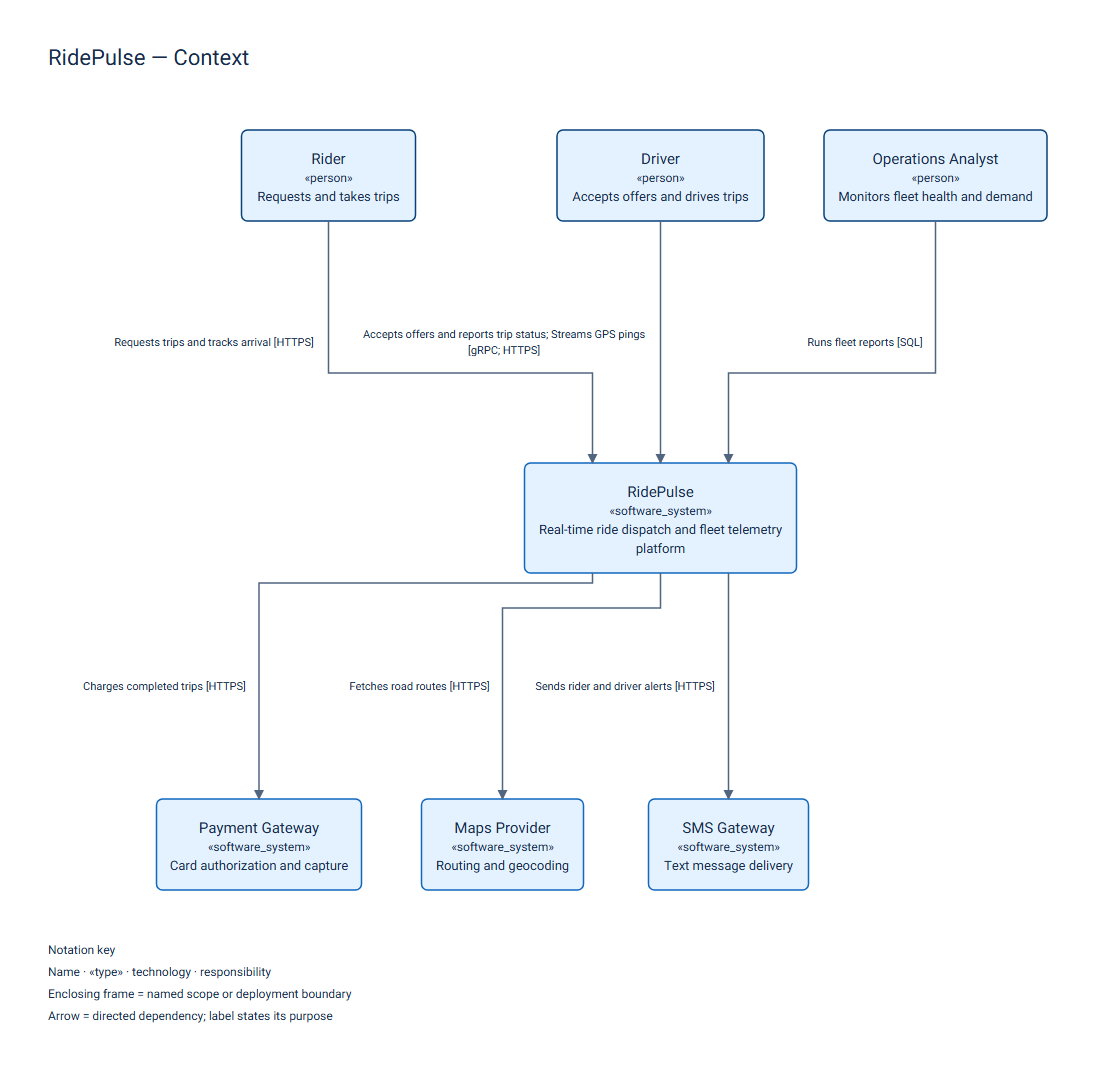 RidePulse — Context
Rider
«person»
Requests and takes trips
Driver
«person»
Accepts offers and drives trips
Operations Analyst
«person»
Monitors fleet health and demand
Requests trips and tracks arrival [HTTPS]
Accepts offers and reports trip status; Streams GPS pings
[gRPC; HTTPS]
Runs fleet reports [SQL]
RidePulse
«software_system»
Real-time ride dispatch and fleet telemetry
platform
Charges completed trips [HTTPS]
Fetches road routes [HTTPS]
Sends rider and driver alerts [HTTPS]
Payment Gateway
«software_system»
Card authorization and capture
Maps Provider
«software_system»
Routing and geocoding
SMS Gateway
«software_system»
Text message delivery
Notation key
Name · «type» · technology · responsibility
Enclosing frame = named scope or deployment boundary
Arrow = directed dependency; label states its purpose